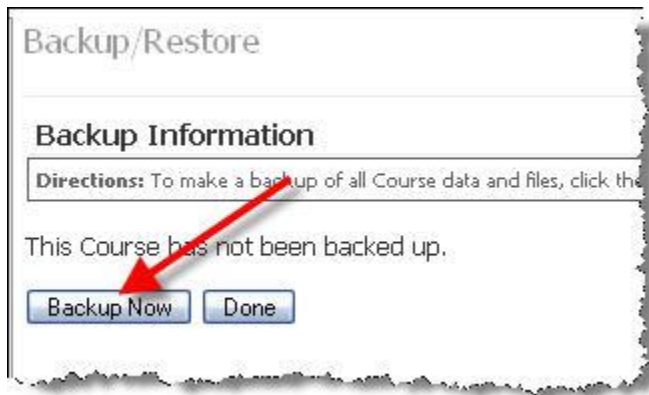 Backup/Restore
Backup Information
Directions: To make a backup of all Course data and files, click the
This Course has not been backed up.
Backup Now Done